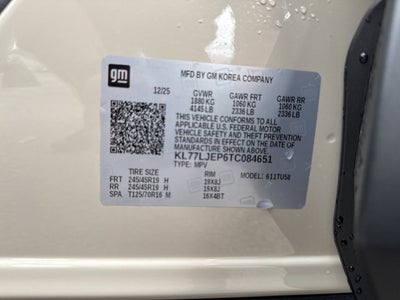 gm
MFD BY GM KOREA COMPANY
12/25 GVWR GAWR FRT GAWR RR
1880 KG 1060 KG 1060 KG
4145 LB 2336 LB 2336 LB
THIS VEHICLE CONFORMS TO ALL
APPLICABLE U.S. FEDERAL MOTOR
VEHICLE SAFETY AND THEFT PREVENTION
STANDARDS IN EFFECT ON THE DATE OF
MANUFACTURE SHOWN ABOVE.
KL77LJEP6TC084651
TYPE: MPV
TIRE SIZE RIM MODEL: 1TU58
FRT 245/45R19 H 19X8J
RR 245/45R19 H 19X8J
SPA T125/70R16 M 16X4BT